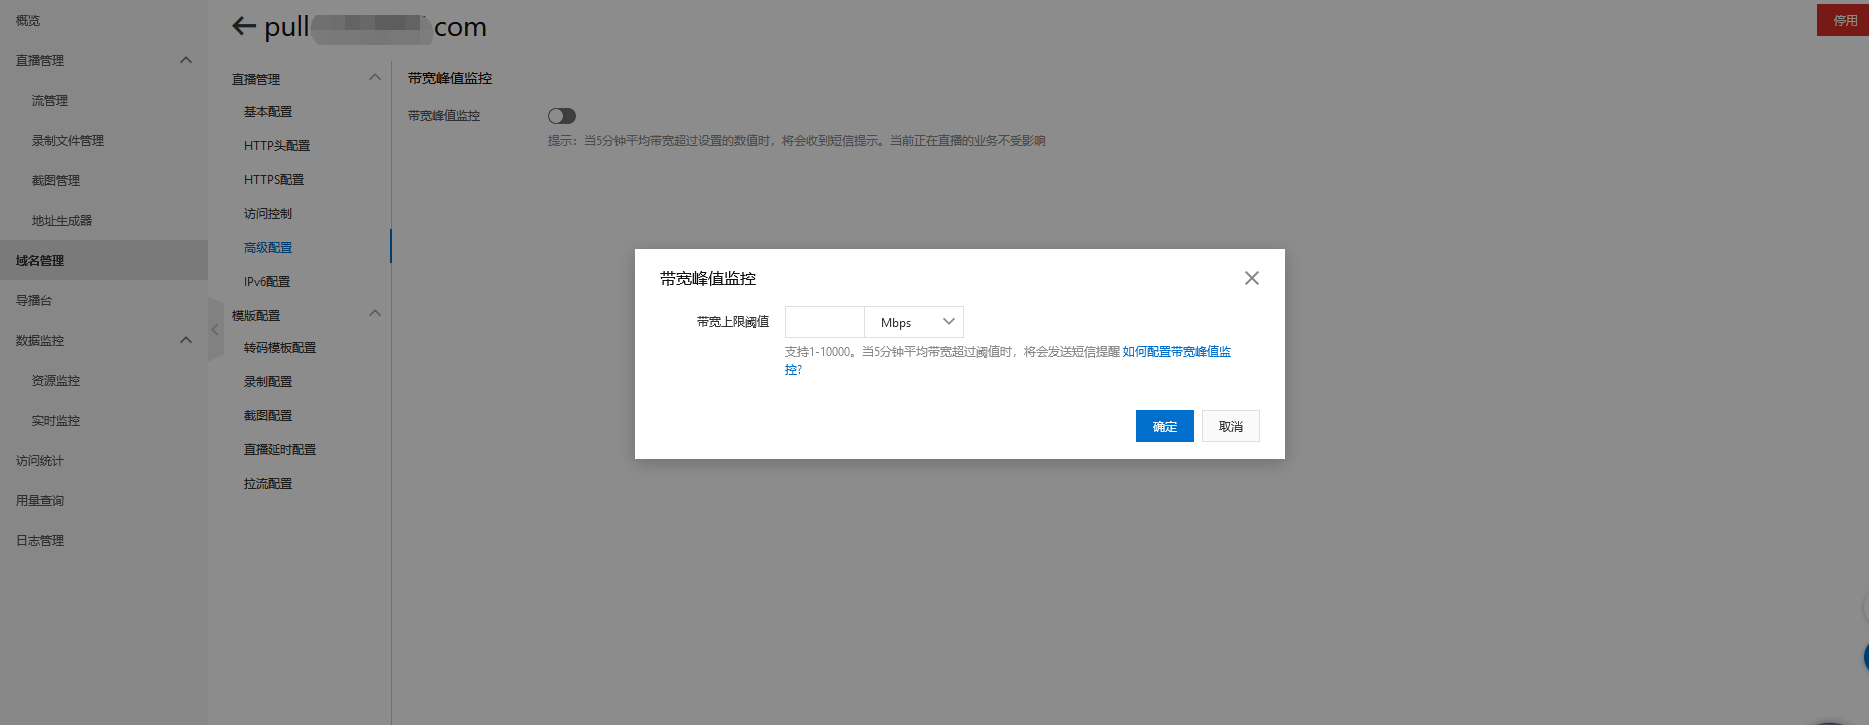 概览
直播管理
流管理
录制文件管理
截图管理
地址生成器
域名管理
导播台
数据监控
资源监控
实时监控
访问统计
用量查询
日志管理
pull
com
停用
直播管理
基本配置
HTTP头配置
HTTPS配置
访问控制
高级配置
IPv6配置
模版配置
转码模板配置
录制配置
截图配置
直播延时配置
拉流配置
带宽峰值监控
带宽峰值监控
提示：当5分钟平均带宽超过设置的数值时，将会收到短信提示。当前正在直播的业务不受影响
带宽峰值监控
带宽上限阈值
Mbps
支持1-10000。当5分钟平均带宽超过阈值时，将会发送短信提醒 如何配置带宽峰值监
控?
确定
取消